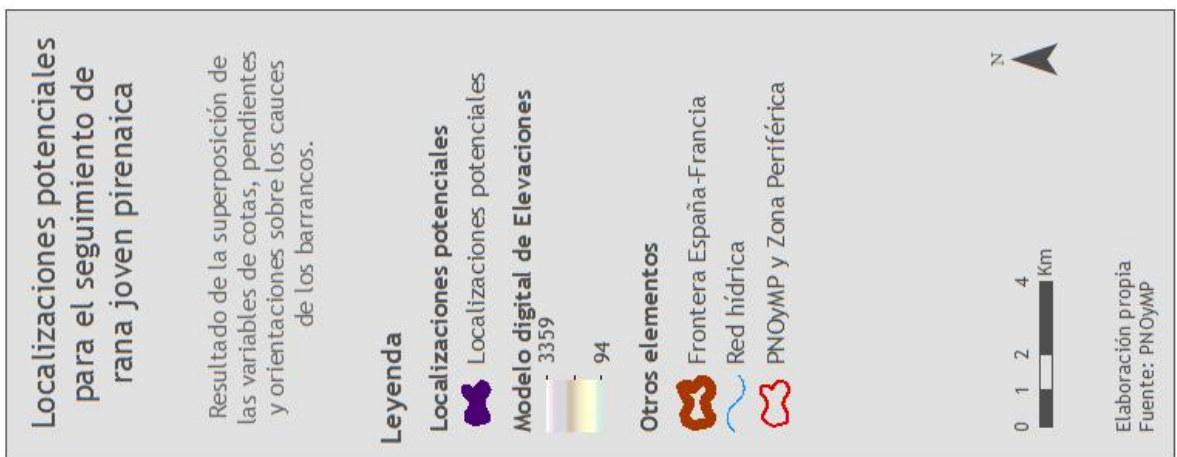 Localizaciones potenciales
para el seguimiento de
rana joven pirenaica
Resultado de la superposición de
las variables de cotas, pendientes
y orientaciones sobre los cauces
de los barrancos.
Leyenda
Localizaciones potenciales
Localizaciones potenciales
Modelo digital de Elevaciones
3359
94
Otros elementos
Frontera España-Francia
Red hídrica
PNOyMP y Zona Periférica
N
0 1 2 4
Km
Elaboración propia
Fuente: PNOyMP